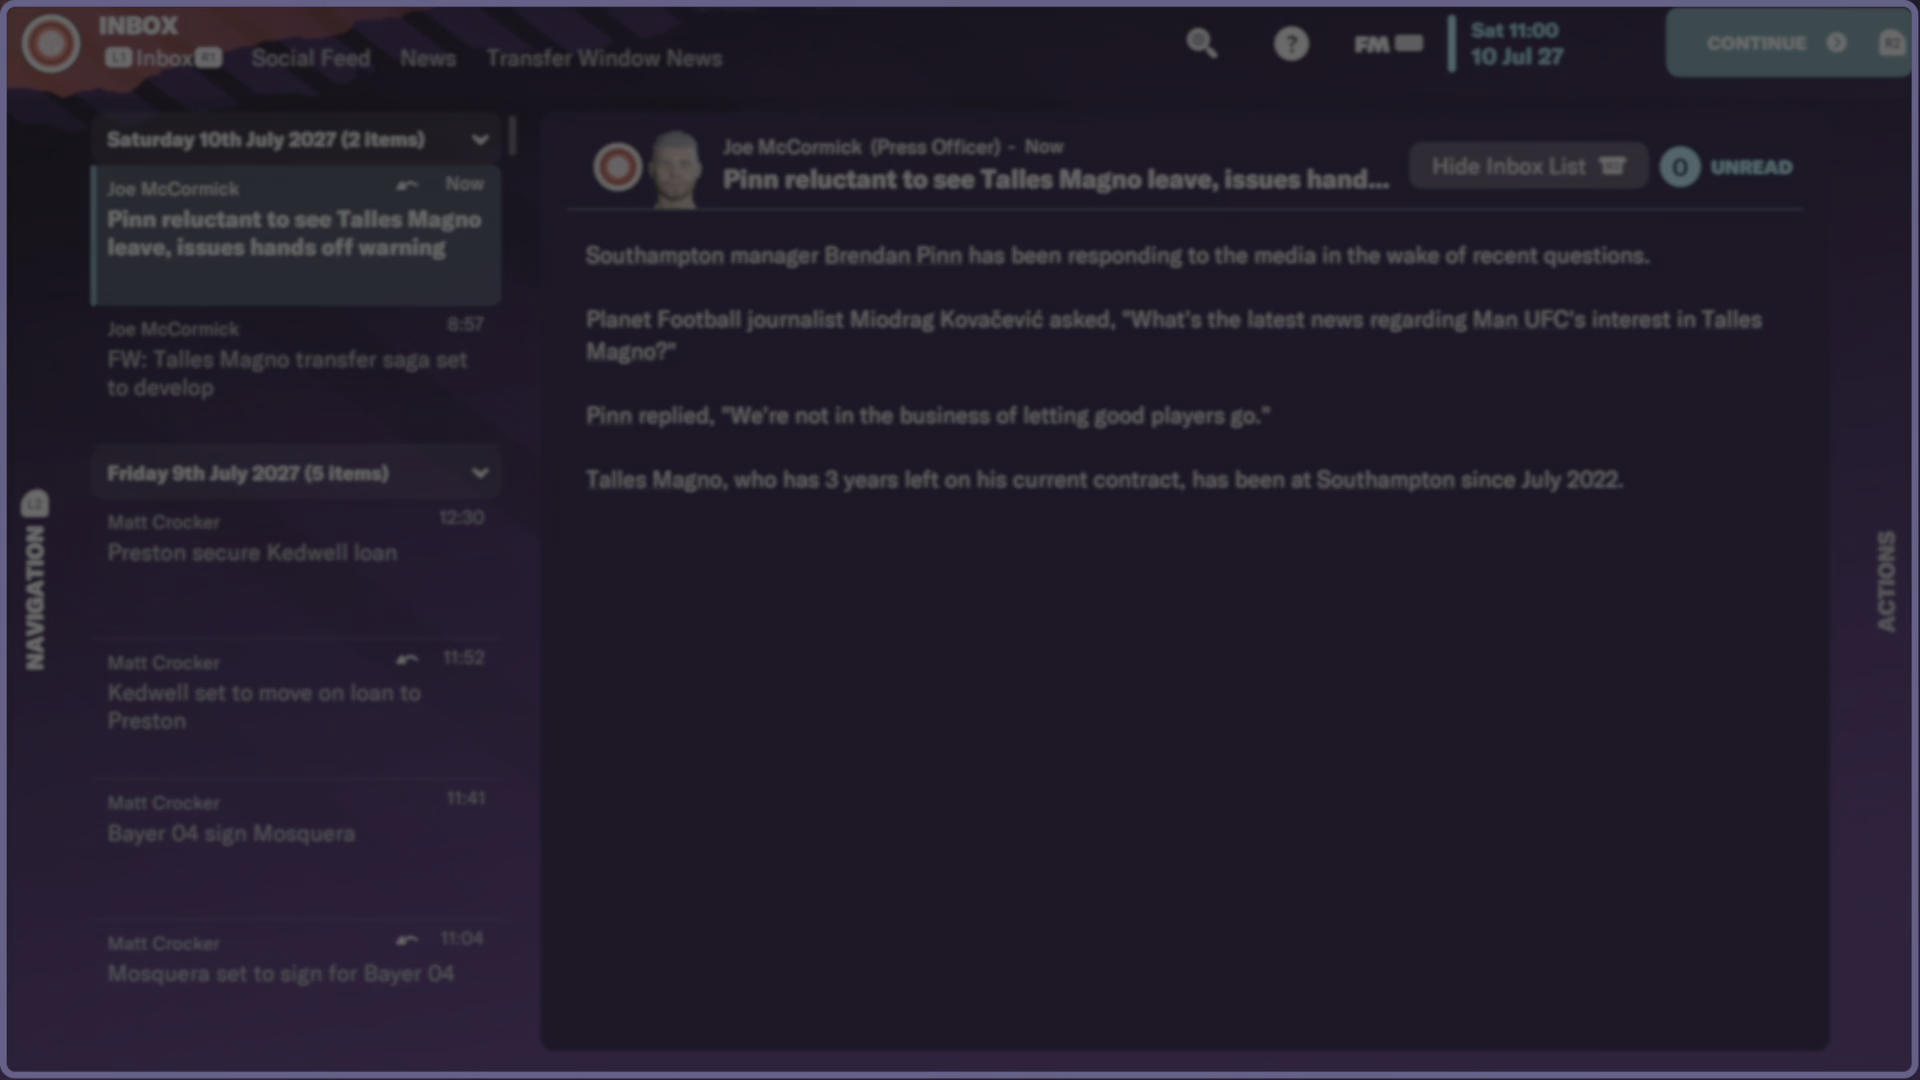 INBOX
L1 Inbox R1 Social Feed News Transfer Window News
? FM
Sat 11:00
10 Jul 27
CONTINUE R2
Saturday 10th July 2027 (2 items)
Joe McCormick Now
Pinn reluctant to see Talles Magno
leave, issues hands off warning
Joe McCormick 8:57
FW: Talles Magno transfer saga set
to develop
Friday 9th July 2027 (5 items)
Matt Crocker 12:30
Preston secure Kedwell loan
Matt Crocker 11:52
Kedwell set to move on loan to
Preston
Matt Crocker 11:41
Bayer 04 sign Mosquera
Matt Crocker 11:04
Mosquera set to sign for Bayer 04
Joe McCormick (Press Officer) - Now
Pinn reluctant to see Talles Magno leave, issues hand...
Hide Inbox List
0 UNREAD
Southampton manager Brendan Pinn has been responding to the media in the wake of recent questions.
Planet Football journalist Miodrag Kovačević asked, "What's the latest news regarding Man UFC's interest in Talles
Magno?"
Pinn replied, "We're not in the business of letting good players go."
Talles Magno, who has 3 years left on his current contract, has been at Southampton since July 2022.
NAVIGATION
ACTIONS